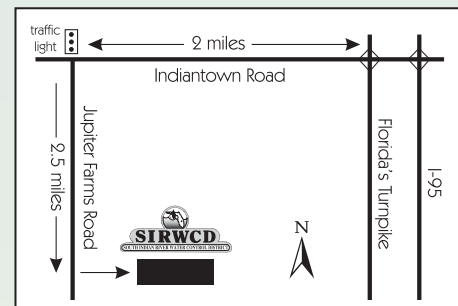 traffic
light
2 miles
Indiantown Road
2.5 miles
Jupiter Farms Road
Florida's Turnpike
I-95
SIRWCD
SOUTH INDIAN RIVER WATER CONTROL DISTRICT
N